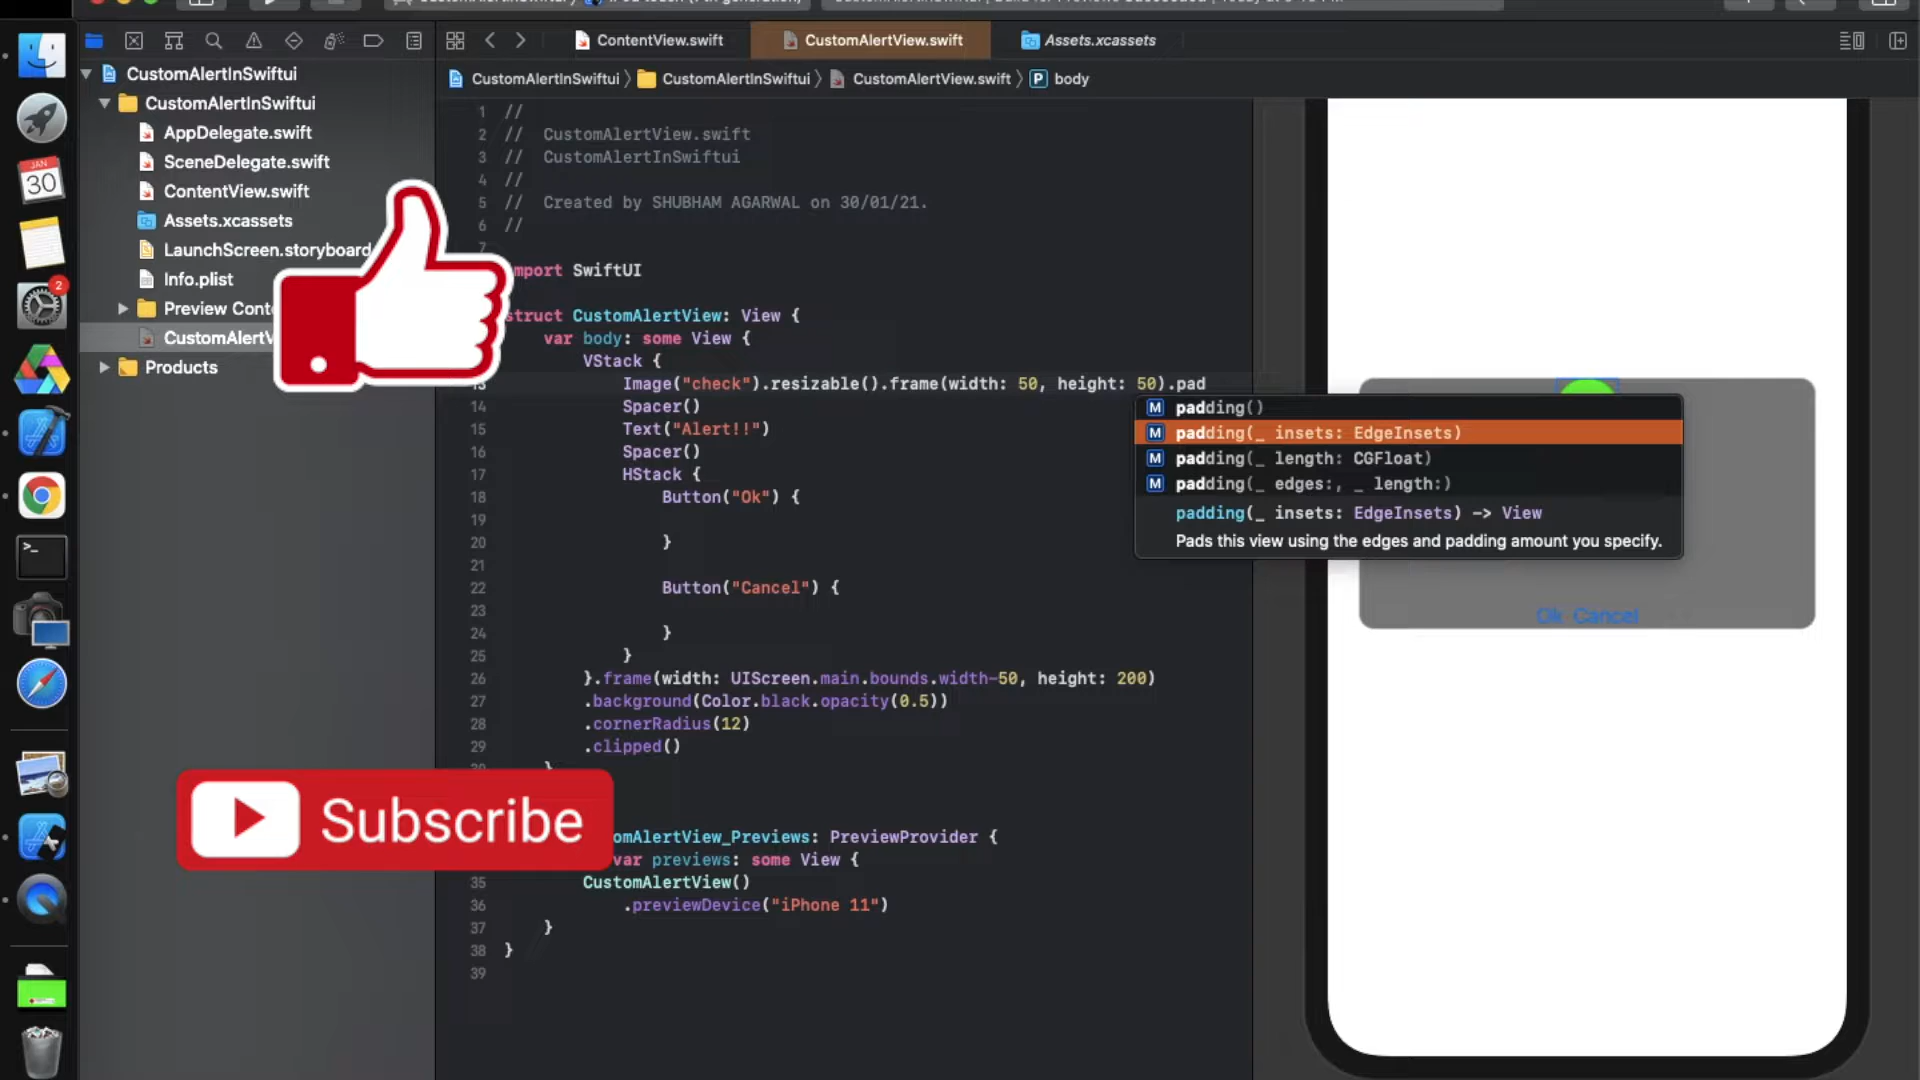 ContentView.swift
CustomAlertView.swift
Assets.xcassets
CustomAlertInSwiftui
CustomAlertInSwiftui
AppDelegate.swift
SceneDelegate.swift
ContentView.swift
Assets.xcassets
LaunchScreen.storyboard
Info.plist
Preview Conte
CustomAlertV
Products
JAN
30
2
CustomAlertInSwiftui 〉 CustomAlertInSwiftui 〉 CustomAlertView.swift 〉 P body
1 //
2 //  CustomAlertView.swift
3 //  CustomAlertInSwiftui
4 //
5 //  Created by SHUBHAM AGARWAL on 30/01/21.
6 //
7
mport SwiftUI
struct CustomAlertView: View {
var body: some View {
VStack {
13 Image("check").resizable().frame(width: 50, height: 50).pad
14 Spacer()
15 Text("Alert!!")
16 Spacer()
17 HStack {
18 Button("Ok") {
19
20 }
21
22 Button("Cancel") {
23
24 }
25 }
26 }.frame(width: UIScreen.main.bounds.width-50, height: 200)
27 .background(Color.black.opacity(0.5))
28 .cornerRadius(12)
29 .clipped()
30 }
omAlertView_Previews: PreviewProvider {
var previews: some View {
35 CustomAlertView()
36 .previewDevice("iPhone 11")
37 }
38 }
39
M padding()
M padding(_ insets: EdgeInsets)
M padding(_ length: CGFloat)
M padding(_ edges:, _ length:)
padding(_ insets: EdgeInsets) -> View
Pads this view using the edges and padding amount you specify.
Ok Cancel
Subscribe